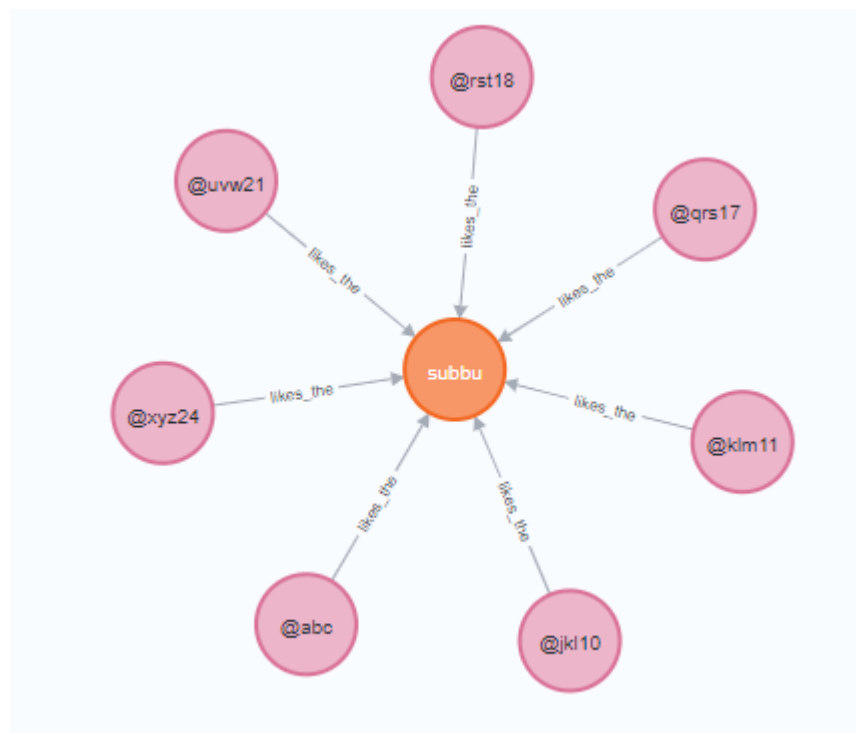 @rst18
@uvw21
@qrs17
likes_the
likes_the
likes_the
subbu
likes_the
likes_the
@xyz24
@klm11
likes_the
likes_the
@abc
@jkl10